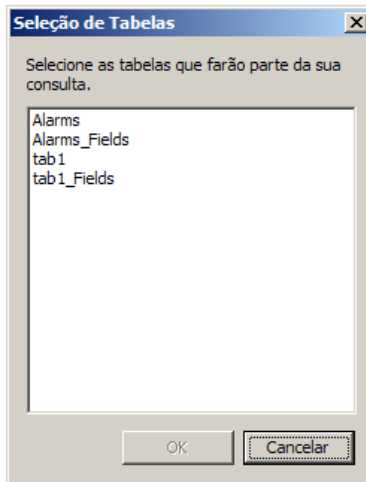 Seleção de Tabelas
Selecione as tabelas que farão parte da sua
consulta.
Alarms
Alarms_Fields
tab1
tab1_Fields
OK
Cancelar